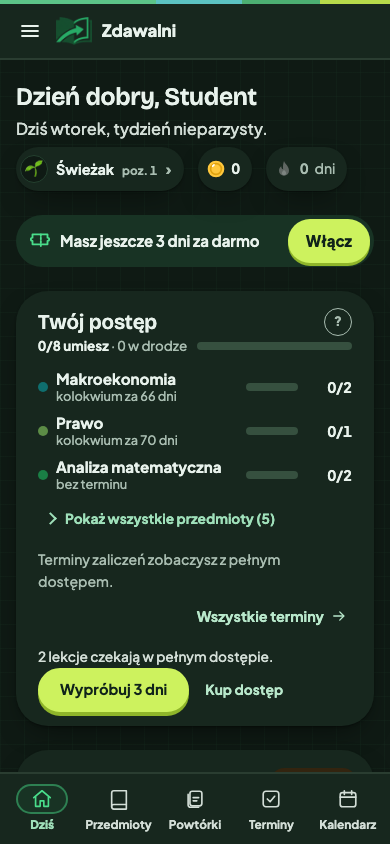 Zdawalni
Dzień dobry, Student
Dziś wtorek, tydzień nieparzysty.
Świeżak poz. 1 › 0 0 dni
Masz jeszcze 3 dni za darmo Włącz
Twój postęp ?
0/8 umiesz · 0 w drodze
Makroekonomia 0/2
kolokwium za 66 dni
Prawo 0/1
kolokwium za 70 dni
Analiza matematyczna 0/2
bez terminu
Pokaż wszystkie przedmioty (5)
Terminy zaliczeń zobaczysz z pełnym
dostępem.
Wszystkie terminy →
2 lekcje czekają w pełnym dostępie.
Wypróbuj 3 dni Kup dostęp
Dziś Przedmioty Powtórki Terminy Kalendarz